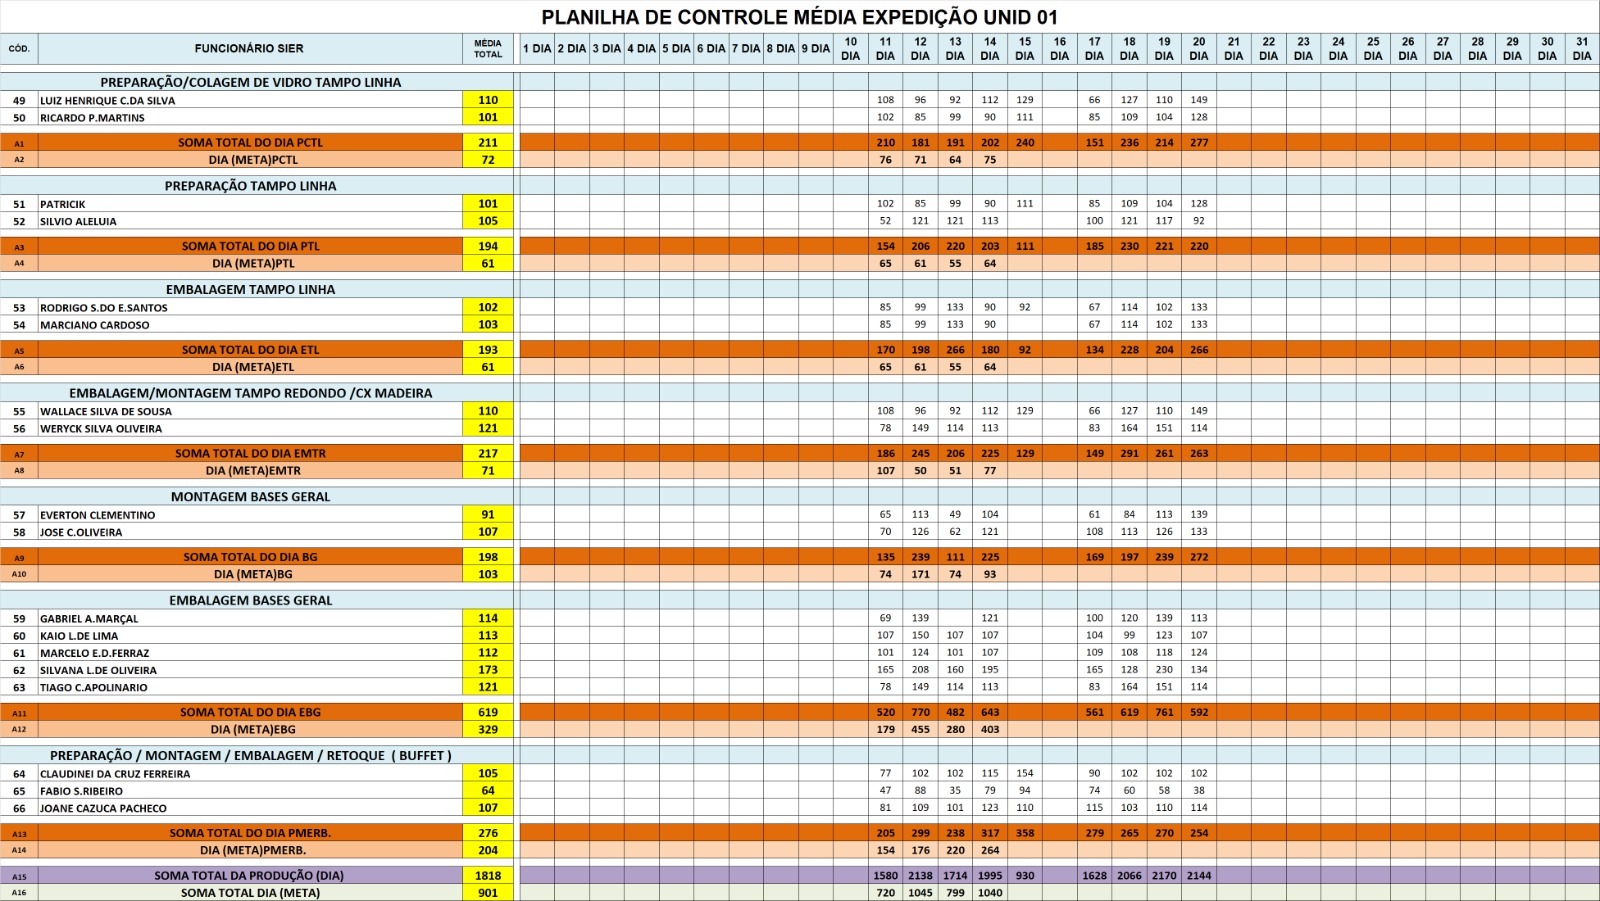 PLANILHA DE CONTROLE MÉDIA EXPEDIÇÃO UNID 01
CÓD. FUNCIONÁRIO SIER MÉDIA TOTAL 1 DIA 2 DIA 3 DIA 4 DIA 5 DIA 6 DIA 7 DIA 8 DIA 9 DIA 10 DIA 11 DIA 12 DIA 13 DIA 14 DIA 15 DIA 16 DIA 17 DIA 18 DIA 19 DIA 20 DIA 21 DIA 22 DIA 23 DIA 24 DIA 25 DIA 26 DIA 27 DIA 28 DIA 29 DIA 30 DIA 31 DIA
PREPARAÇÃO/COLAGEM DE VIDRO TAMPO LINHA
49 LUIZ HENRIQUE C.DA SILVA 110 108 96 92 112 129 66 127 110 149
50 RICARDO P.MARTINS 101 102 85 99 90 111 85 109 104 128
A1 SOMA TOTAL DO DIA PCTL 211 210 181 191 202 240 151 236 214 277
A2 DIA (META)PCTL 72 76 71 64 75
PREPARAÇÃO TAMPO LINHA
51 PATRICIK 101 102 85 99 90 111 85 109 104 128
52 SILVIO ALELUIA 105 52 121 121 113 100 121 117 92
A3 SOMA TOTAL DO DIA PTL 194 154 206 220 203 111 185 230 221 220
A4 DIA (META)PTL 61 65 61 55 64
EMBALAGEM TAMPO LINHA
53 RODRIGO S.DO E.SANTOS 102 85 99 133 90 92 67 114 102 133
54 MARCIANO CARDOSO 103 85 99 133 90 67 114 102 133
A5 SOMA TOTAL DO DIA ETL 193 170 198 266 180 92 134 228 204 266
A6 DIA (META)ETL 61 65 61 55 64
EMBALAGEM/MONTAGEM TAMPO REDONDO /CX MADEIRA
55 WALLACE SILVA DE SOUSA 110 108 96 92 112 129 66 127 110 149
56 WERYCK SILVA OLIVEIRA 121 78 149 114 113 83 164 151 114
A7 SOMA TOTAL DO DIA EMTR 217 186 245 206 225 129 149 291 261 263
A8 DIA (META)EMTR 71 107 50 51 77
MONTAGEM BASES GERAL
57 EVERTON CLEMENTINO 91 65 113 49 104 61 84 113 139
58 JOSE C.OLIVEIRA 107 70 126 62 121 108 113 126 133
A9 SOMA TOTAL DO DIA BG 198 135 239 111 225 169 197 239 272
A10 DIA (META)BG 103 74 171 74 93
EMBALAGEM BASES GERAL
59 GABRIEL A.MARÇAL 114 69 139 121 100 120 139 113
60 KAIO L.DE LIMA 113 107 150 107 107 104 99 123 107
61 MARCELO E.D.FERRAZ 112 101 124 101 107 109 108 118 124
62 SILVANA L.DE OLIVEIRA 173 165 208 160 195 165 128 230 134
63 TIAGO C.APOLINARIO 121 78 149 114 113 83 164 151 114
A11 SOMA TOTAL DO DIA EBG 619 520 770 482 643 561 619 761 592
A12 DIA (META)EBG 329 179 455 280 403
PREPARAÇÃO / MONTAGEM / EMBALAGEM / RETOQUE ( BUFFET )
64 CLAUDINEI DA CRUZ FERREIRA 105 77 102 102 115 154 90 102 102 102
65 FABIO S.RIBEIRO 64 47 88 35 79 94 74 60 58 38
66 JOANE CAZUCA PACHECO 107 81 109 101 123 110 115 103 110 114
A13 SOMA TOTAL DO DIA PMERB. 276 205 299 238 317 358 279 265 270 254
A14 DIA (META)PMERB. 204 154 176 220 264
A15 SOMA TOTAL DA PRODUÇÃO (DIA) 1818 1580 2138 1714 1995 930 1628 2066 2170 2144
A16 SOMA TOTAL DIA (META) 901 720 1045 799 1040